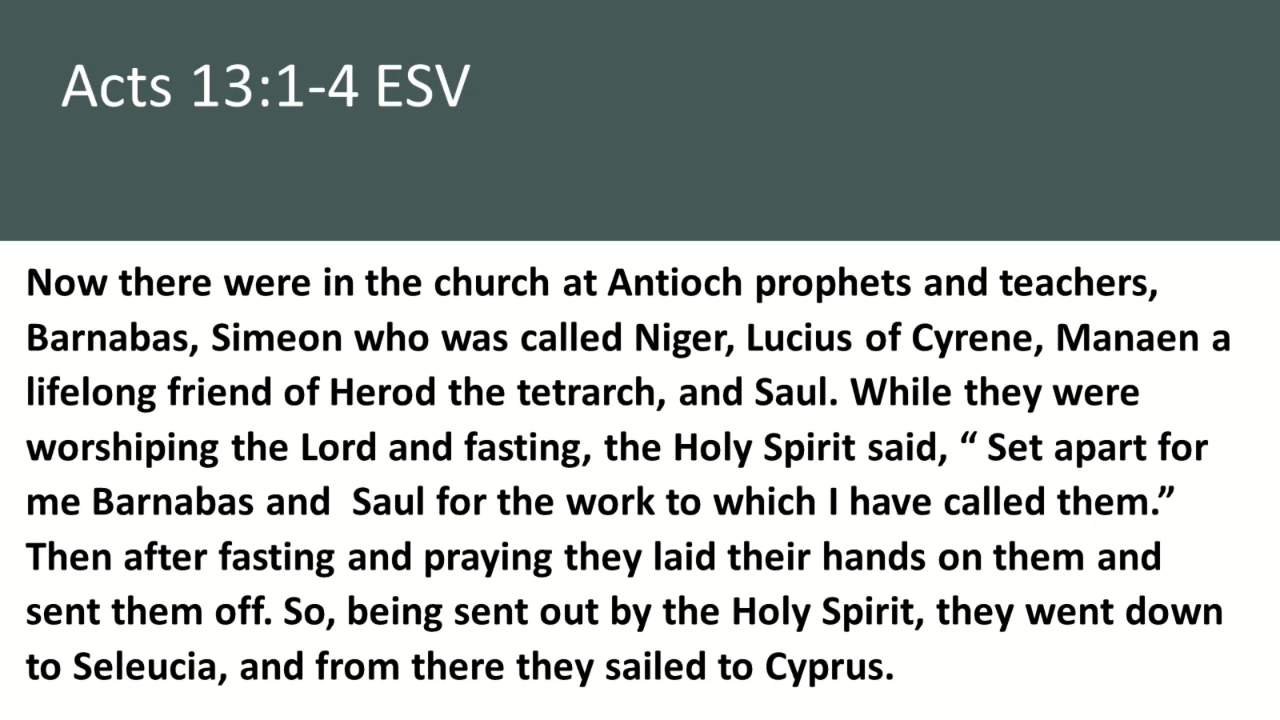 Acts 13:1-4 ESV
Now there were in the church at Antioch prophets and teachers,
Barnabas, Simeon who was called Niger, Lucius of Cyrene, Manaen a
lifelong friend of Herod the tetrarch, and Saul. While they were
worshiping the Lord and fasting, the Holy Spirit said, “ Set apart for
me Barnabas and  Saul for the work to which I have called them.”
Then after fasting and praying they laid their hands on them and
sent them off. So, being sent out by the Holy Spirit, they went down
to Seleucia, and from there they sailed to Cyprus.